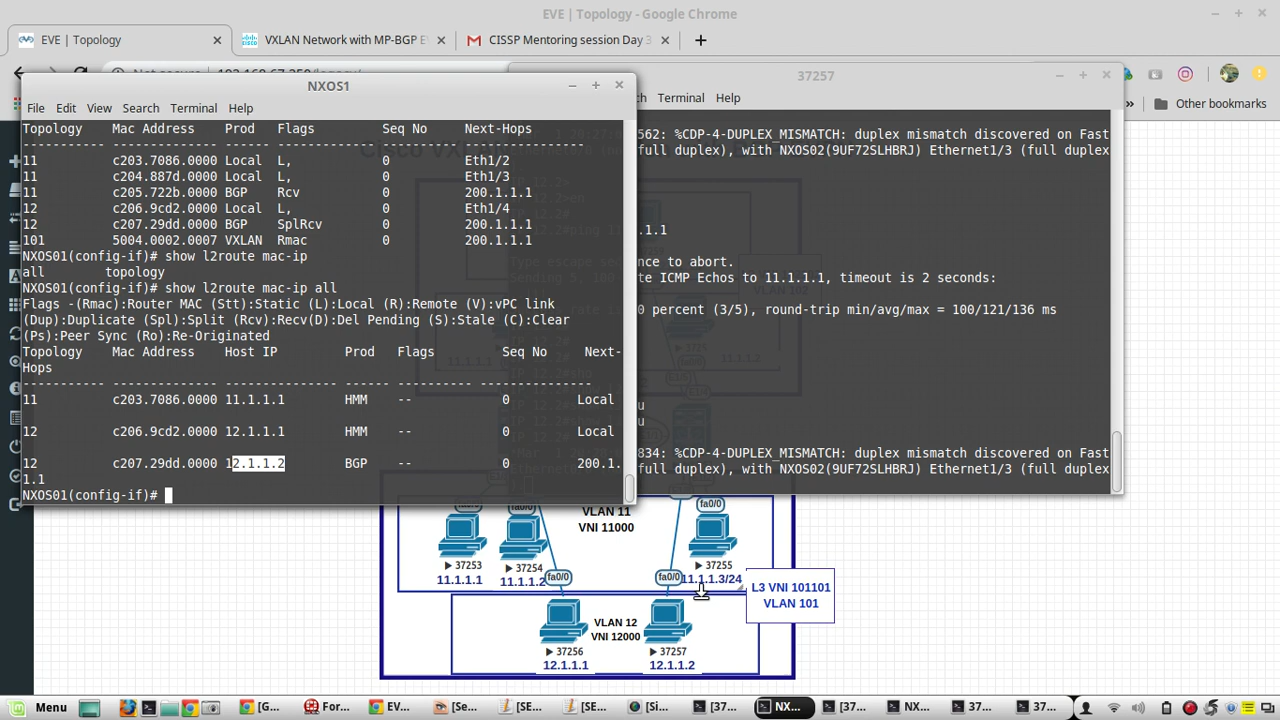 EVE | Topology - Google Chrome
EVE | Topology
VXLAN Network with MP-BGP E
CISSP Mentoring session Day 3
Other bookmarks
NXOS1
File Edit View Search Terminal Help
Topology Mac Address Prod Flags Seq No Next-Hops
----------- -------------- ------ ------------- ---------- ----------------
11 c203.7086.0000 Local L, 0 Eth1/2
11 c204.887d.0000 Local L, 0 Eth1/3
11 c205.722b.0000 BGP Rcv 0 200.1.1.1
12 c206.9cd2.0000 Local L, 0 Eth1/4
12 c207.29dd.0000 BGP SplRcv 0 200.1.1.1
101 5004.0002.0007 VXLAN Rmac 0 200.1.1.1
NXOS01(config-if)# show l2route mac-ip
all topology
NXOS01(config-if)# show l2route mac-ip all
Flags -(Rmac):Router MAC (Stt):Static (L):Local (R):Remote (V):vPC link
(Dup):Duplicate (Spl):Split (Rcv):Recv(D):Del Pending (S):Stale (C):Clear
(Ps):Peer Sync (Ro):Re-Originated
Topology Mac Address Host IP Prod Flags Seq No Next-
Hops
----------- -------------- --------------- ------ ---------- ---------------
11 c203.7086.0000 11.1.1.1 HMM -- 0 Local
12 c206.9cd2.0000 12.1.1.1 HMM -- 0 Local
12 c207.29dd.0000 12.1.1.2 BGP -- 0 200.1.
1.1
NXOS01(config-if)#
37257
Terminal Help
562: %CDP-4-DUPLEX_MISMATCH: duplex mismatch discovered on Fast
full duplex), with NXOS02(9UF72SLHBRJ) Ethernet1/3 (full duplex
.1.1
nce to abort.
te ICMP Echos to 11.1.1.1, timeout is 2 seconds:
0 percent (3/5), round-trip min/avg/max = 100/121/136 ms
u
u
834: %CDP-4-DUPLEX_MISMATCH: duplex mismatch discovered on Fast
full duplex), with NXOS02(9UF72SLHBRJ) Ethernet1/3 (full duplex
fa0/0
VLAN 11
VNI 11000
fa0/0
37253
11.1.1.1
37254
11.1.1.2
fa0/0
fa0/0
37255
11.1.1.3/24
L3 VNI 101101
VLAN 101
VLAN 12
VNI 12000
37256
12.1.1.1
37257
12.1.1.2
Menu
[G...
For...
EV...
[Se...
[SE...
[SE...
[Si...
[37...
NX...
[37...
NX...
37...
37...